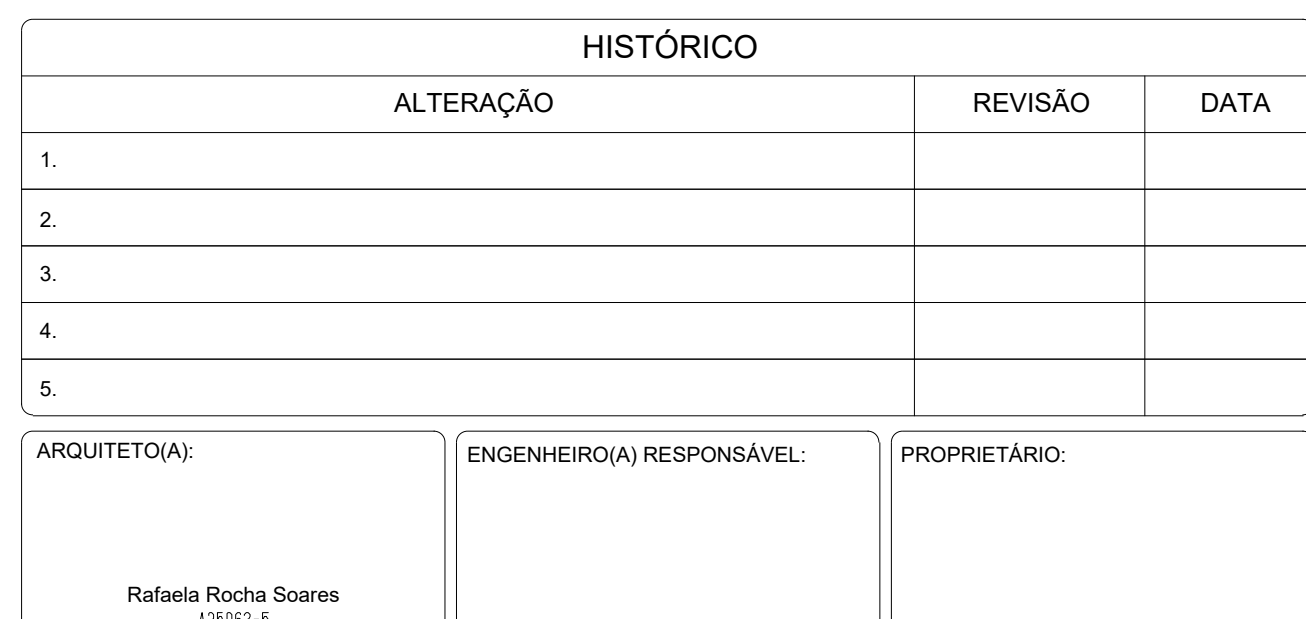 HISTÓRICO
ALTERAÇÃO REVISÃO DATA
1.
2.
3.
4.
5.
ARQUITETO(A): ENGENHEIRO(A) RESPONSÁVEL: PROPRIETÁRIO:
Rafaela Rocha Soares